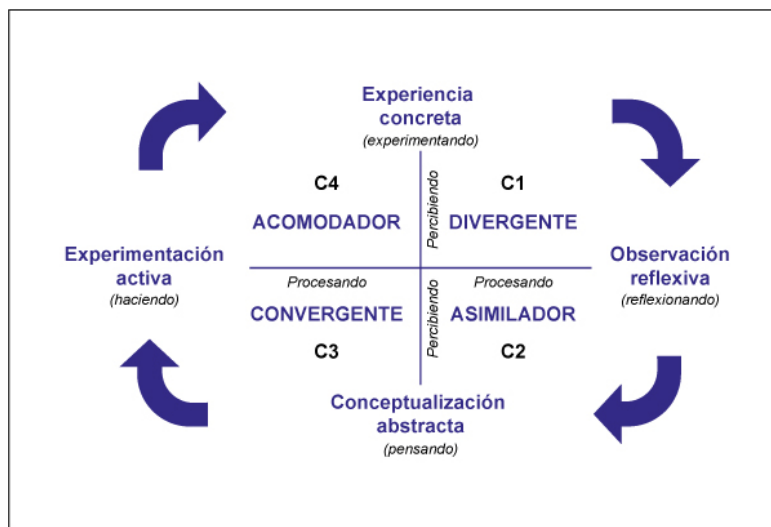 Experiencia
concreta
(experimentando)
C4
C1
Percibiendo
ACOMODADOR
DIVERGENTE
Experimentación
activa
(haciendo)
Observación
reflexiva
(reflexionando)
Procesando
Procesando
CONVERGENTE
Percibiendo
ASIMILADOR
C3
C2
Conceptualización
abstracta
(pensando)